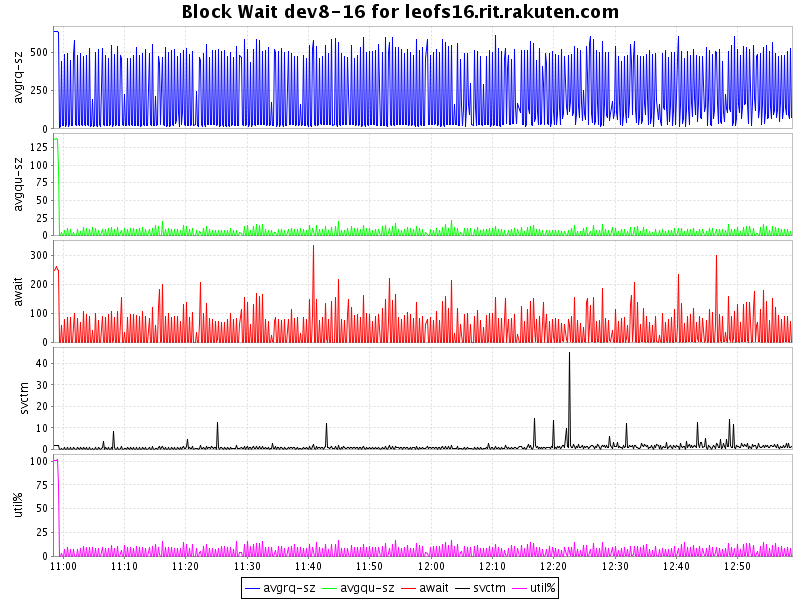 Block Wait dev8-16 for leofs16.rit.rakuten.com
avgrq-sz
500
250
0
avgqu-sz
125
100
75
50
25
0
await
300
200
100
0
svctm
40
30
20
10
0
util%
100
75
50
25
0
11:00 11:10 11:20 11:30 11:40 11:50 12:00 12:10 12:20 12:30 12:40 12:50
avgrq-sz avgqu-sz await svctm util%